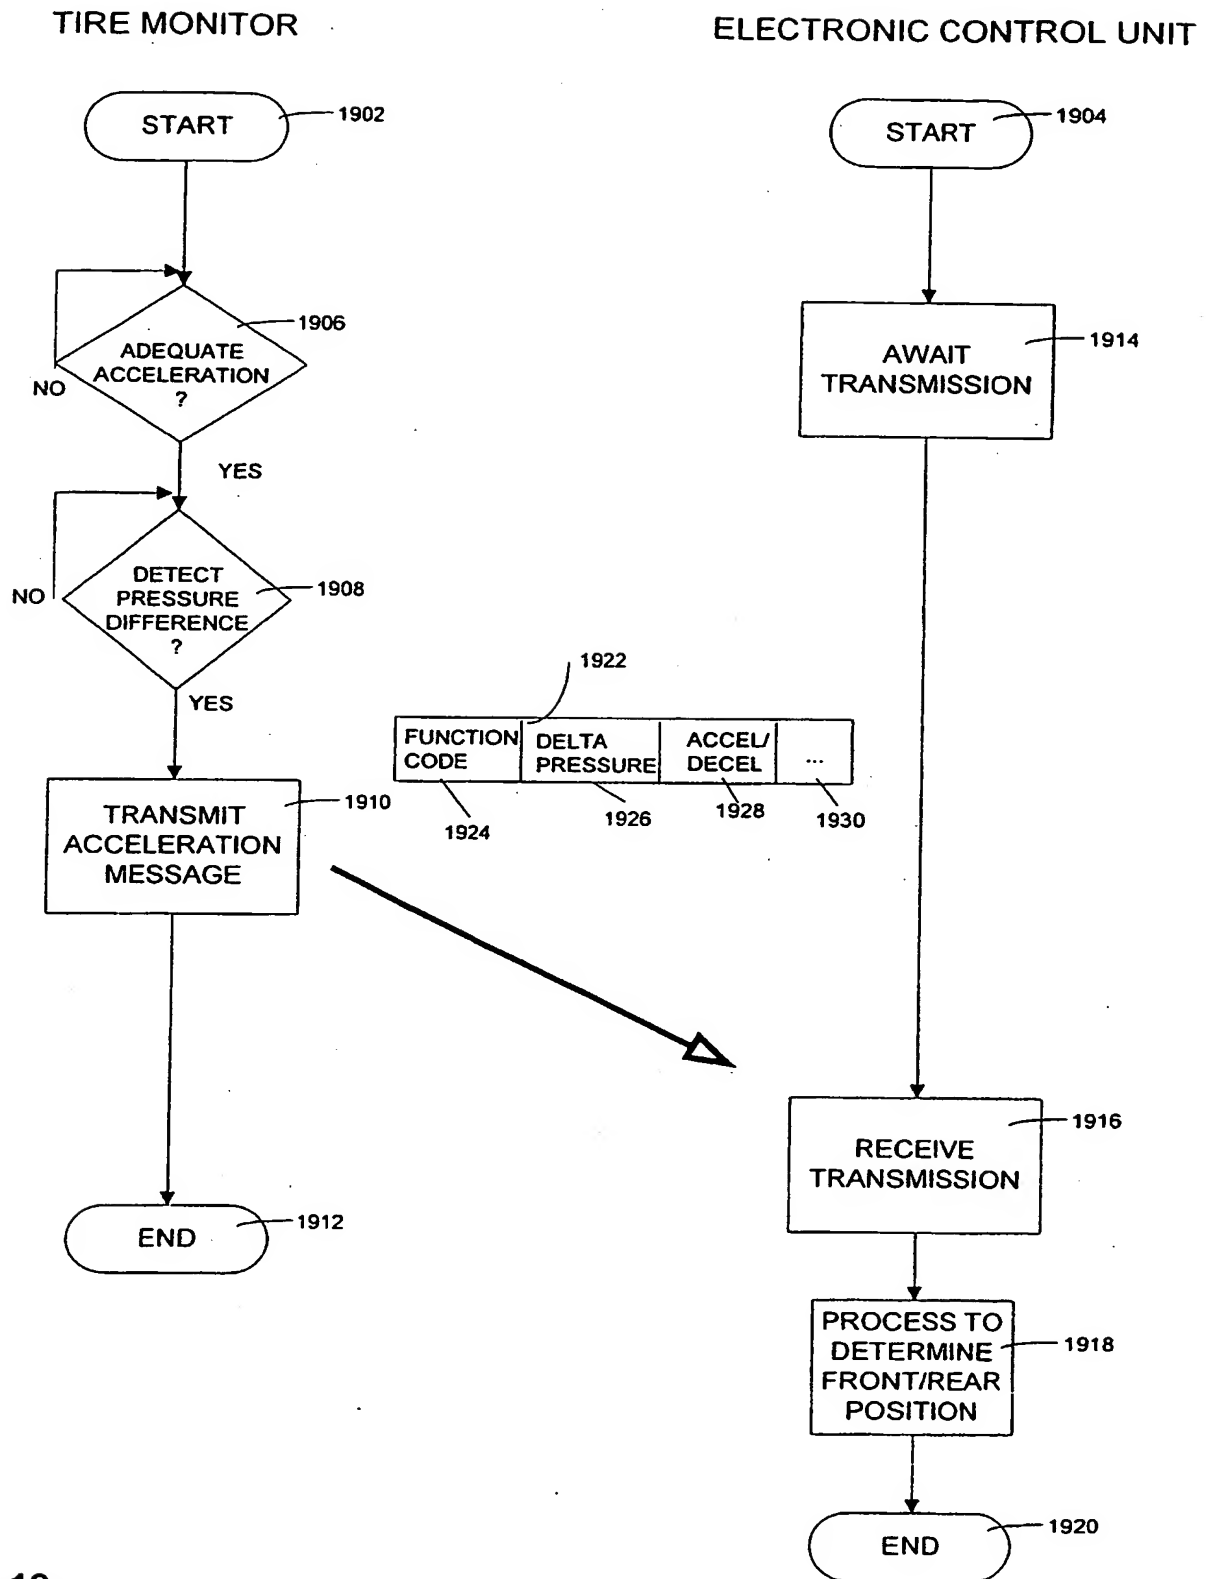 TIRE MONITOR
ELECTRONIC CONTROL UNIT
START
1902
START
1904
1906
ADEQUATE
ACCELERATION
?
NO
YES
AWAIT
TRANSMISSION
1914
DETECT
PRESSURE
DIFFERENCE
?
1908
NO
YES
1922
FUNCTION
CODE
DELTA
PRESSURE
ACCEL/
DECEL
...
1924
1926
1928
1930
TRANSMIT
ACCELERATION
MESSAGE
1910
RECEIVE
TRANSMISSION
1916
END
1912
PROCESS TO
DETERMINE
FRONT/REAR
POSITION
1918
END
1920